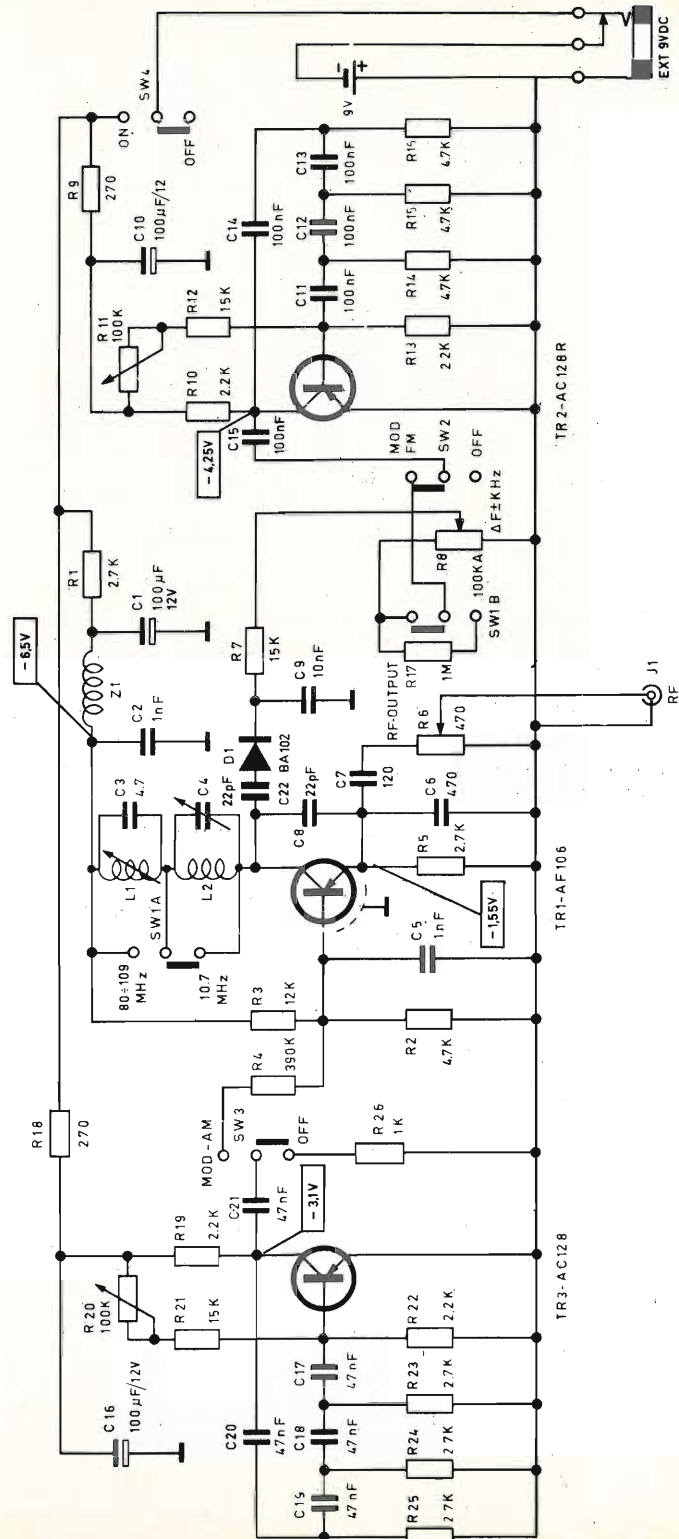 C16
100µF/12V
R20
100K
R21
15K
R19
2.2K
R18
270
C20
47nF
C19
47nF
C18
47nF
C17
47nF
R25
2.7K
R24
2.7K
R23
2.7K
R22
2.2K
TR3-AC128
-3,1V
C21
47nF
MOD-AM
SW3
OFF
R26
1K
R4
390K
R3
12K
R2
4.7K
C5
1nF
80÷109
MHz
SW1A
10.7
MHz
L1
C3
4.7
L2
C4
-6,5V
C2
1nF
Z1
C1
100µF
12V
R1
2.7K
22pF
C22
D1
BA102
C8
22pF
C9
10nF
R7
15K
C7
120
RF-OUTPUT
R6
470
C6
470
R5
2.7K
-1,55V
TR1-AF106
J1
RF
R17
1M
SW1B
R8
100KA
ΔF±KHz
MOD
FM
SW2
OFF
-4,25V
C15
100nF
R11
100K
R10
2.2K
R12
15K
C10
100µF/12
R9
270
C14
100nF
C11
100nF
C12
100nF
C13
100nF
R13
2.2K
R14
4.7K
R15
4.7K
R16
4.7K
TR2-AC128R
ON
SW4
OFF
9V
-
+
EXT 9VDC